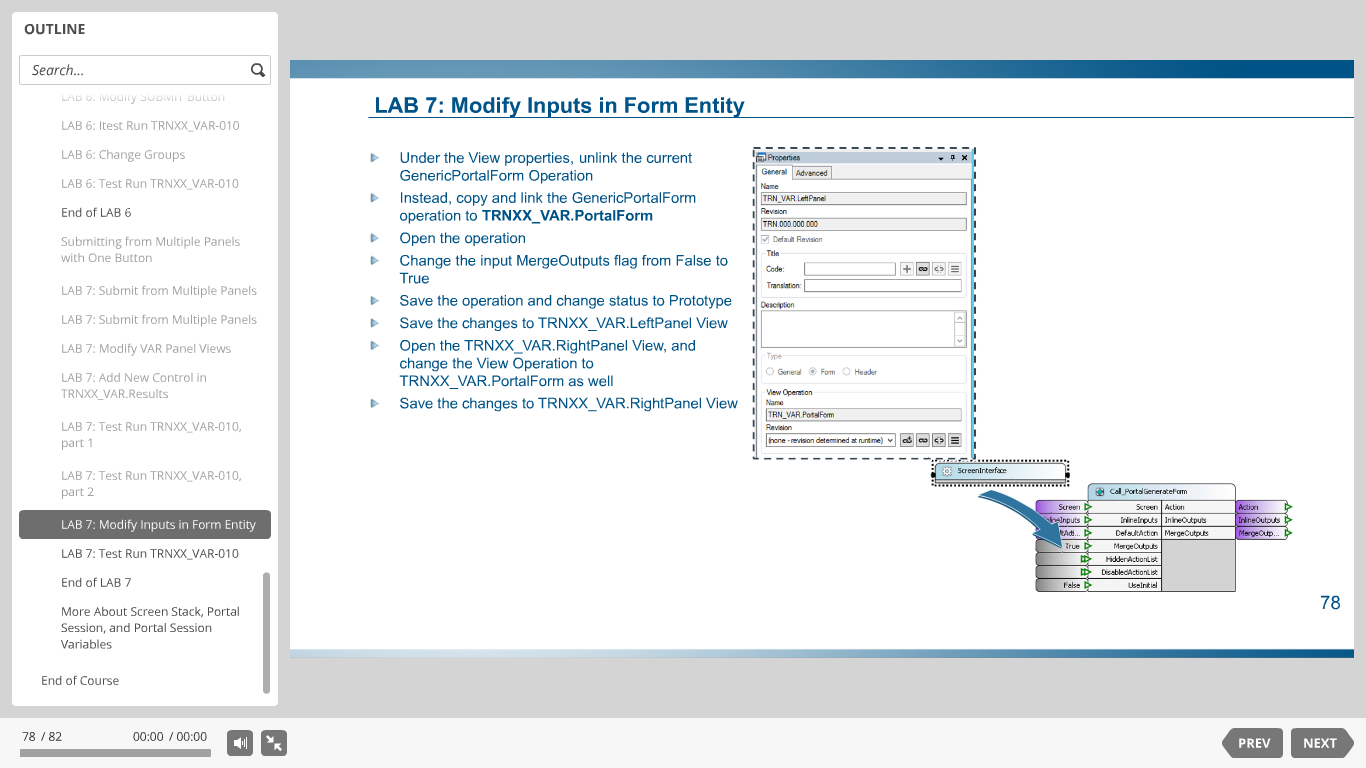 OUTLINE
Search...
LAB 6: Modify SUBMIT Button
LAB 6: Itest Run TRNXX_VAR-010
LAB 6: Change Groups
LAB 6: Test Run TRNXX_VAR-010
End of LAB 6
Submitting from Multiple Panels
with One Button
LAB 7: Submit from Multiple Panels
LAB 7: Submit from Multiple Panels
LAB 7: Modify VAR Panel Views
LAB 7: Add New Control in
TRNXX_VAR.Results
LAB 7: Test Run TRNXX_VAR-010,
part 1
LAB 7: Test Run TRNXX_VAR-010,
part 2
LAB 7: Modify Inputs in Form Entity
LAB 7: Test Run TRNXX_VAR-010
End of LAB 7
More About Screen Stack, Portal
Session, and Portal Session
Variables
End of Course
LAB 7: Modify Inputs in Form Entity
Under the View properties, unlink the current
GenericPortalForm Operation
Instead, copy and link the GenericPortalForm
operation to TRNXX_VAR.PortalForm
Open the operation
Change the input MergeOutputs flag from False to
True
Save the operation and change status to Prototype
Save the changes to TRNXX_VAR.LeftPanel View
Open the TRNXX_VAR.RightPanel View, and
change the View Operation to
TRNXX_VAR.PortalForm as well
Save the changes to TRNXX_VAR.RightPanel View
Properties
General Advanced
Name
TRN_VAR.LeftPanel
Revision
TRN.000.000.000
Default Revision
Title
Code:
Translation:
Description
Type
General Form Header
View Operation
Name
TRN_VAR.PortalForm
Revision
(none - revision determined at runtime)
ScreenInterface
Call_PortalGenerateForm
Screen Screen Action Action
InlineInputs InlineOutputs InlineOutputs
DefaultAction MergeOutputs MergeOutp...
True MergeOutputs
HiddenActionList
DisabledActionList
False UseInitial
78
78 / 82 00:00 / 00:00
PREV NEXT